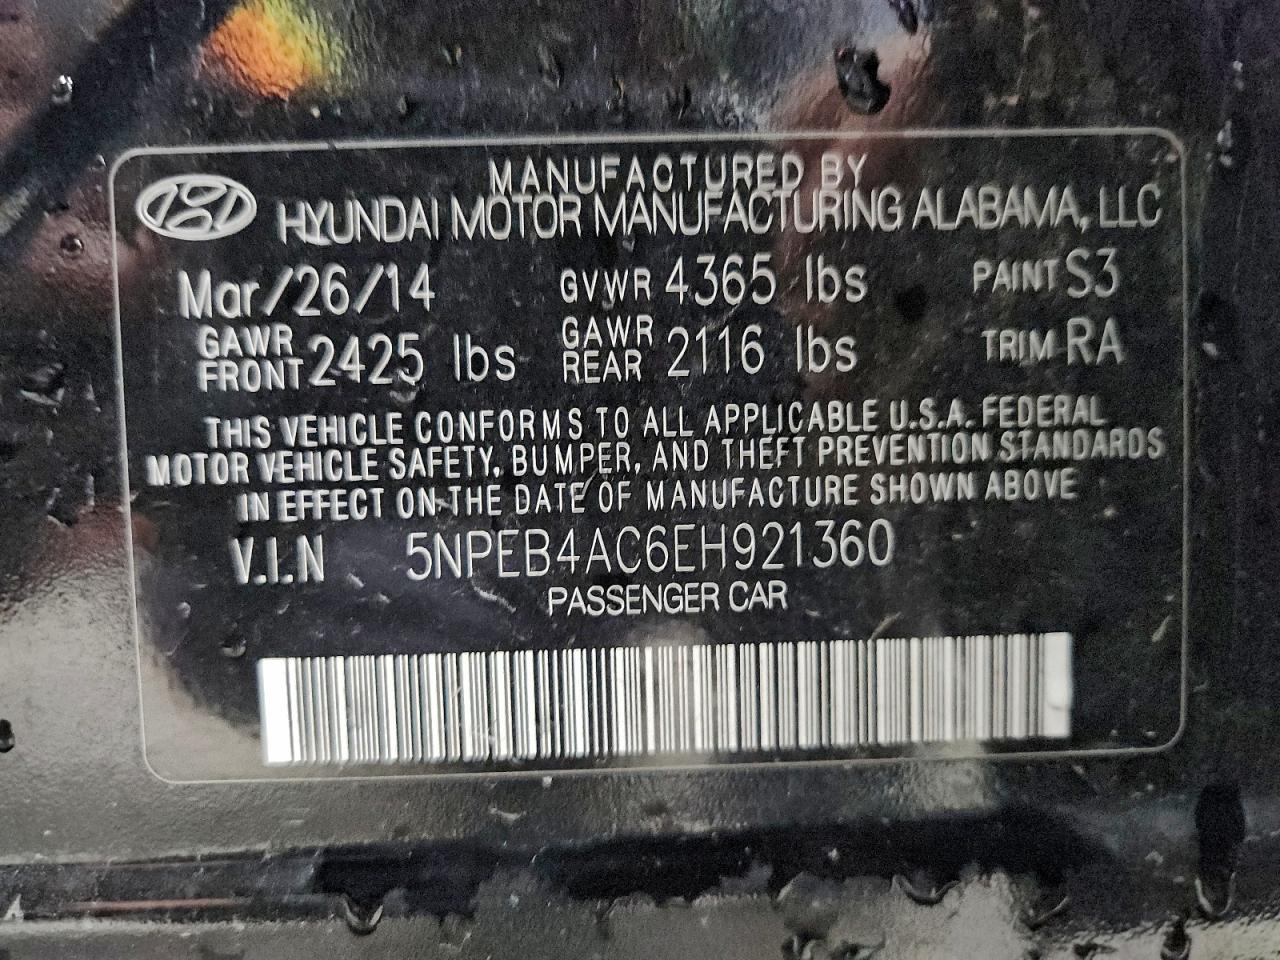 MANUFACTURED BY
HYUNDAI MOTOR MANUFACTURING ALABAMA, LLC
Mar/26/14 GVWR 4365 lbs PAINT S3
GAWR FRONT 2425 lbs GAWR REAR 2116 lbs TRIM RA
THIS VEHICLE CONFORMS TO ALL APPLICABLE U.S.A. FEDERAL
MOTOR VEHICLE SAFETY, BUMPER, AND THEFT PREVENTION STANDARDS
IN EFFECT ON THE DATE OF MANUFACTURE SHOWN ABOVE
V.I.N 5NPEB4AC6EH921360
PASSENGER CAR